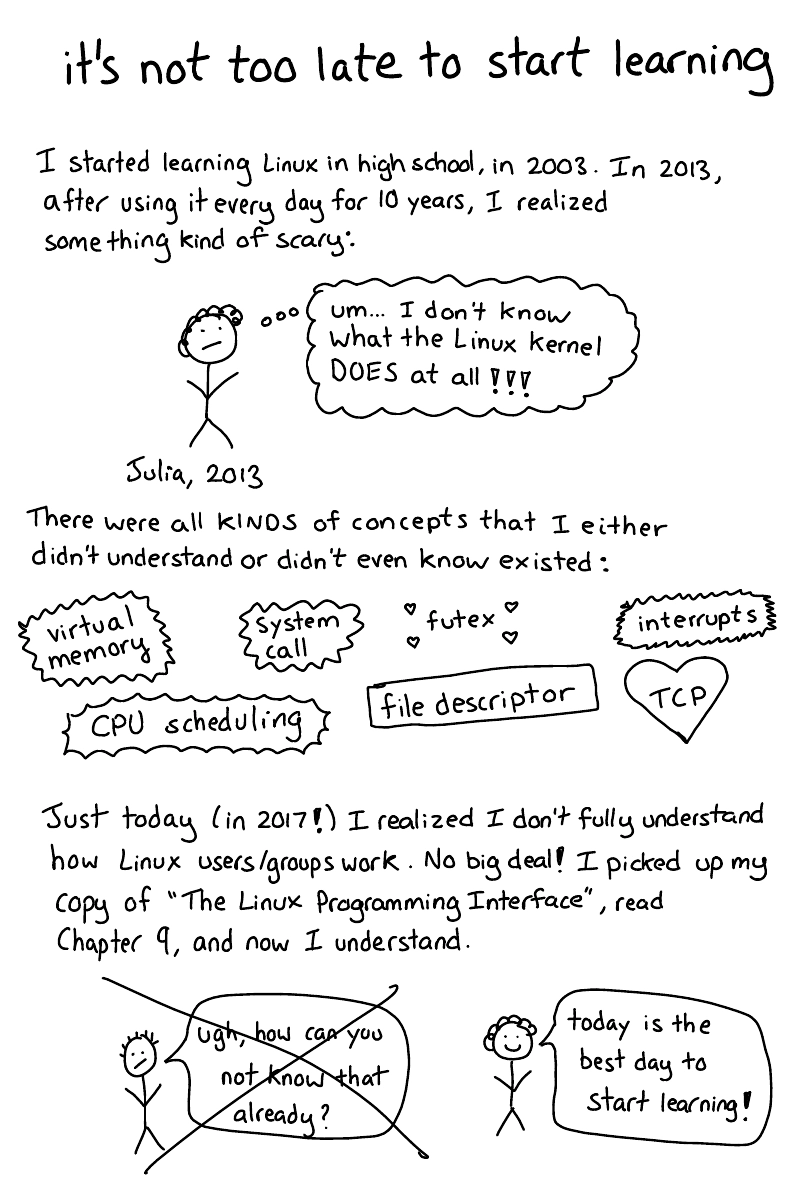 it's not too late to start learning
I started learning Linux in high school, in 2003. In 2013,
after using it every day for 10 years, I realized
something kind of scary:
um... I don't know
what the Linux kernel
DOES at all !!!
Julia, 2013
There were all KINDS of concepts that I either
didn't understand or didn't even know existed:
virtual
memory
system
call
♡ futex ♡
♡ ♡
interrupts
CPU scheduling
file descriptor
TCP
Just today (in 2017!) I realized I don't fully understand
how Linux users/groups work. No big deal! I picked up my
copy of "The Linux Programming Interface", read
Chapter 9, and now I understand.
ugh, how can you
not know that
already?
today is the
best day to
start learning!